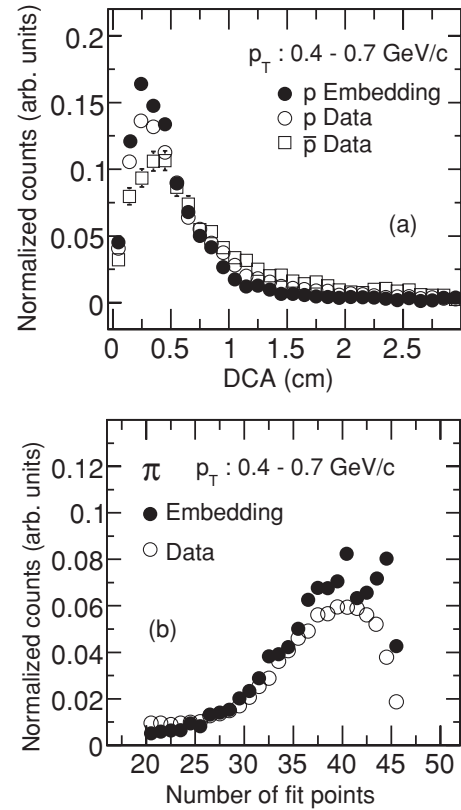 Normalized counts (arb. units)
0.2
0.15
0.1
0.05
0
p_T : 0.4 - 0.7 GeV/c
p Embedding
p Data
p̅ Data
(a)
0 0.5 1 1.5 2 2.5
DCA (cm)
Normalized counts (arb. units)
0.12
0.1
0.08
0.06
0.04
0.02
0
π p_T : 0.4 - 0.7 GeV/c
Embedding
Data
(b)
20 25 30 35 40 45 50
Number of fit points